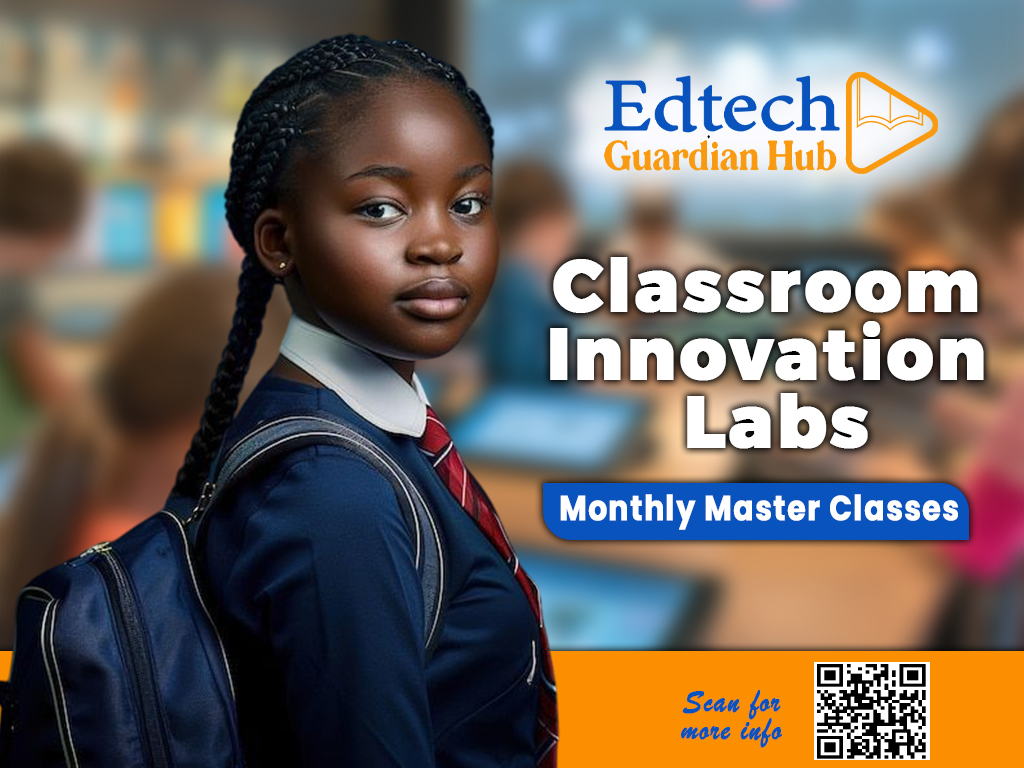 Edtech
Guardian Hub
Classroom
Innovation
Labs
Monthly Master Classes
Scan for
more info